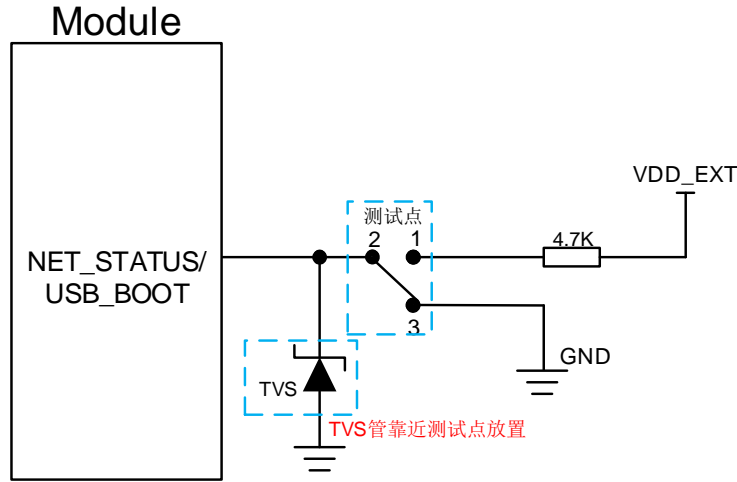 Module
VDD_EXT
测试点
2 1
4.7K
NET_STATUS/
USB_BOOT
3
GND
TVS
TVS管靠近测试点放置